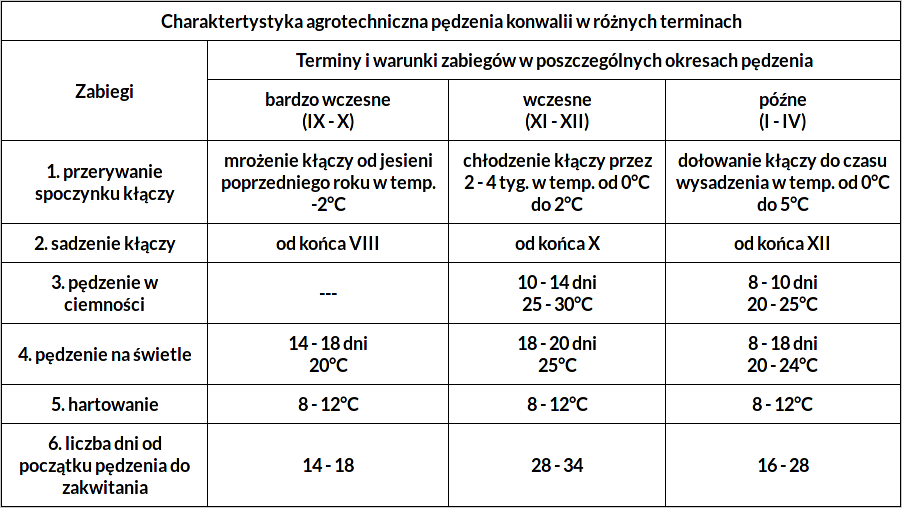 Charaktertystyka agrotechniczna pędzenia konwalii w różnych terminach
Zabiegi
Terminy i warunki zabiegów w poszczególnych okresach pędzenia
bardzo wczesne
(IX - X)
wczesne
(XI - XII)
późne
(I - IV)
1. przerywanie
spoczynku kłączy
mrożenie kłączy od jesieni
poprzedniego roku w temp.
-2°C
chłodzenie kłączy przez
2 - 4 tyg. w temp. od 0°C
do 2°C
dołowanie kłączy do czasu
wysadzenia w temp. od 0°C
do 5°C
2. sadzenie kłączy
od końca VIII
od końca X
od końca XII
3. pędzenie w
ciemności
---
10 - 14 dni
25 - 30°C
8 - 10 dni
20 - 25°C
4. pędzenie na świetle
14 - 18 dni
20°C
18 - 20 dni
25°C
8 - 18 dni
20 - 24°C
5. hartowanie
8 - 12°C
8 - 12°C
8 - 12°C
6. liczba dni od
początku pędzenia do
zakwitania
14 - 18
28 - 34
16 - 28